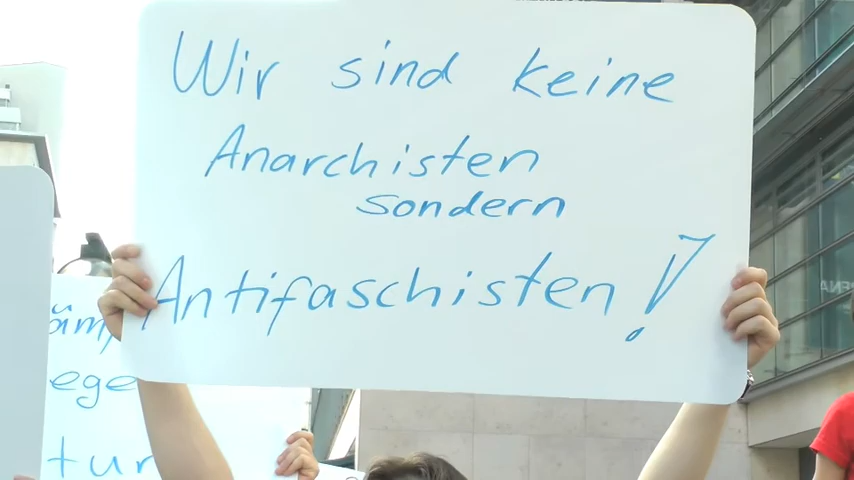 Wir sind keine
Anarchisten
sondern
Antifaschisten!